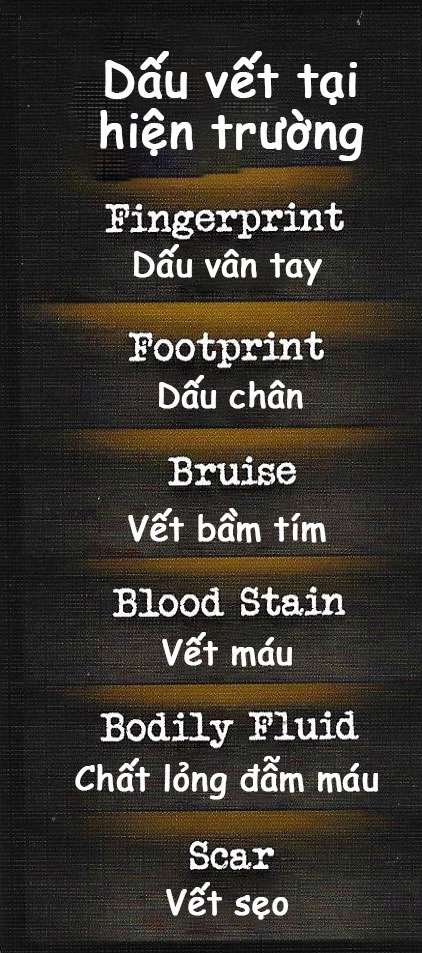 Dấu vết tại
hiện trường
Fingerprint
Dấu vân tay
Footprint
Dấu chân
Bruise
Vết bầm tím
Blood Stain
Vết máu
Bodily Fluid
Chất lỏng đẫm máu
Scar
Vết sẹo